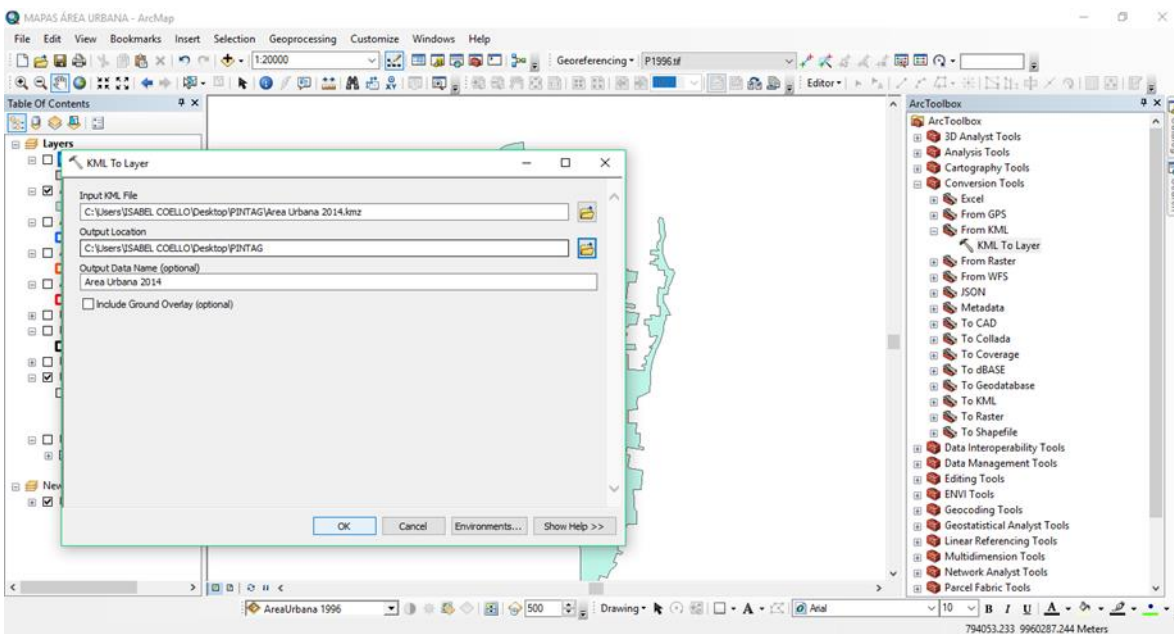 MAPAS ÁREA URBANA - ArcMap
File Edit View Bookmarks Insert Selection Geoprocessing Customize Windows Help
1:20000
Georeferencing
P1996.tif
Editor
Table Of Contents
Layers
New
KML To Layer
Input KML File
C:\Users\ISABEL COELLO\Desktop\PINTAG\Area Urbana 2014.kmz
Output Location
C:\Users\ISABEL COELLO\Desktop\PINTAG
Output Data Name (optional)
Area Urbana 2014
Include Ground Overlay (optional)
OK Cancel Environments... Show Help >>
ArcToolbox
ArcToolbox
3D Analyst Tools
Analysis Tools
Cartography Tools
Conversion Tools
Excel
From GPS
From KML
KML To Layer
From Raster
From WFS
JSON
Metadata
To CAD
To Collada
To Coverage
To dBASE
To Geodatabase
To KML
To Raster
To Shapefile
Data Interoperability Tools
Data Management Tools
Editing Tools
ENVI Tools
Geocoding Tools
Geostatistical Analyst Tools
Linear Referencing Tools
Multidimension Tools
Network Analyst Tools
Parcel Fabric Tools
AreaUrbana 1996
500
Drawing
A
Arial
10
B I U A
794053.233 9960287.244 Meters